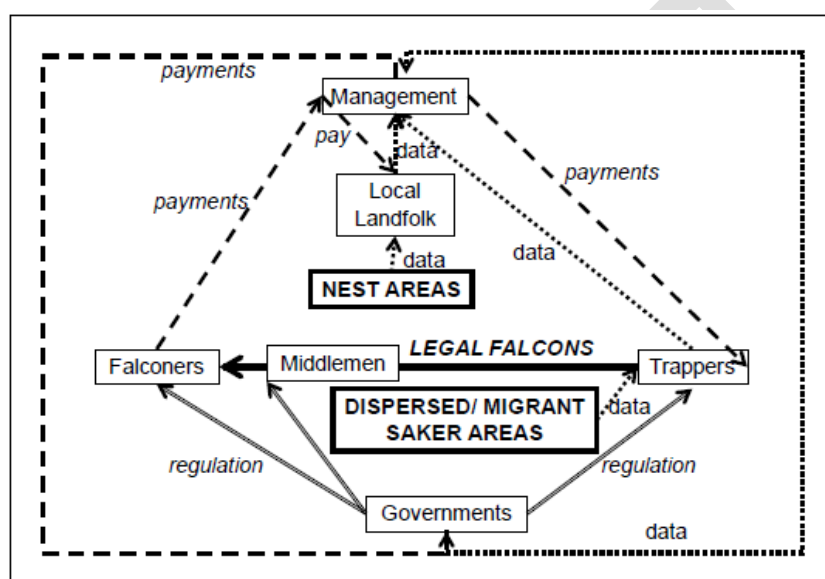 payments
Management
pay
data
payments
payments
Local
Landfolk
data
data
NEST AREAS
LEGAL FALCONS
Falconers
Middlemen
Trappers
DISPERSED/ MIGRANT
SAKER AREAS
data
regulation
regulation
Governments
data